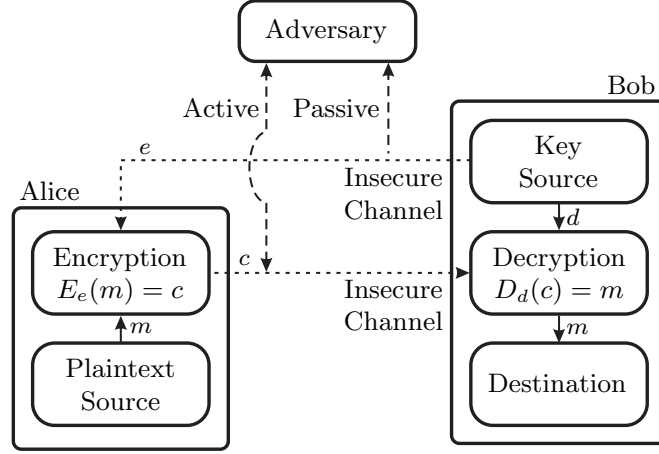 Adversary
Active
Passive
Bob
e
Key
Source
Insecure
Channel
Alice
d
Encryption
E_e(m) = c
c
Decryption
D_d(c) = m
Insecure
Channel
m
m
Plaintext
Source
Destination